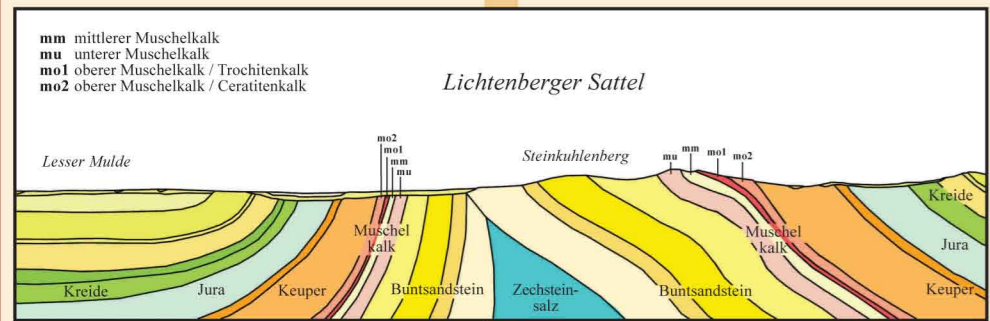 mm mittlerer Muschelkalk
mu unterer Muschelkalk
mo1 oberer Muschelkalk / Trochitenkalk
mo2 oberer Muschelkalk / Ceratitenkalk
Lichtenberger Sattel
Lesser Mulde
mo2
mo1
mm
mu
Steinkuhlenberg
mu
mm
mo1
mo2
Kreide
Jura
Keuper
Muschel
kalk
Buntsandstein
Zechstein-
salz
Buntsandstein
Muschel
kalk
Kreide
Jura
Keuper